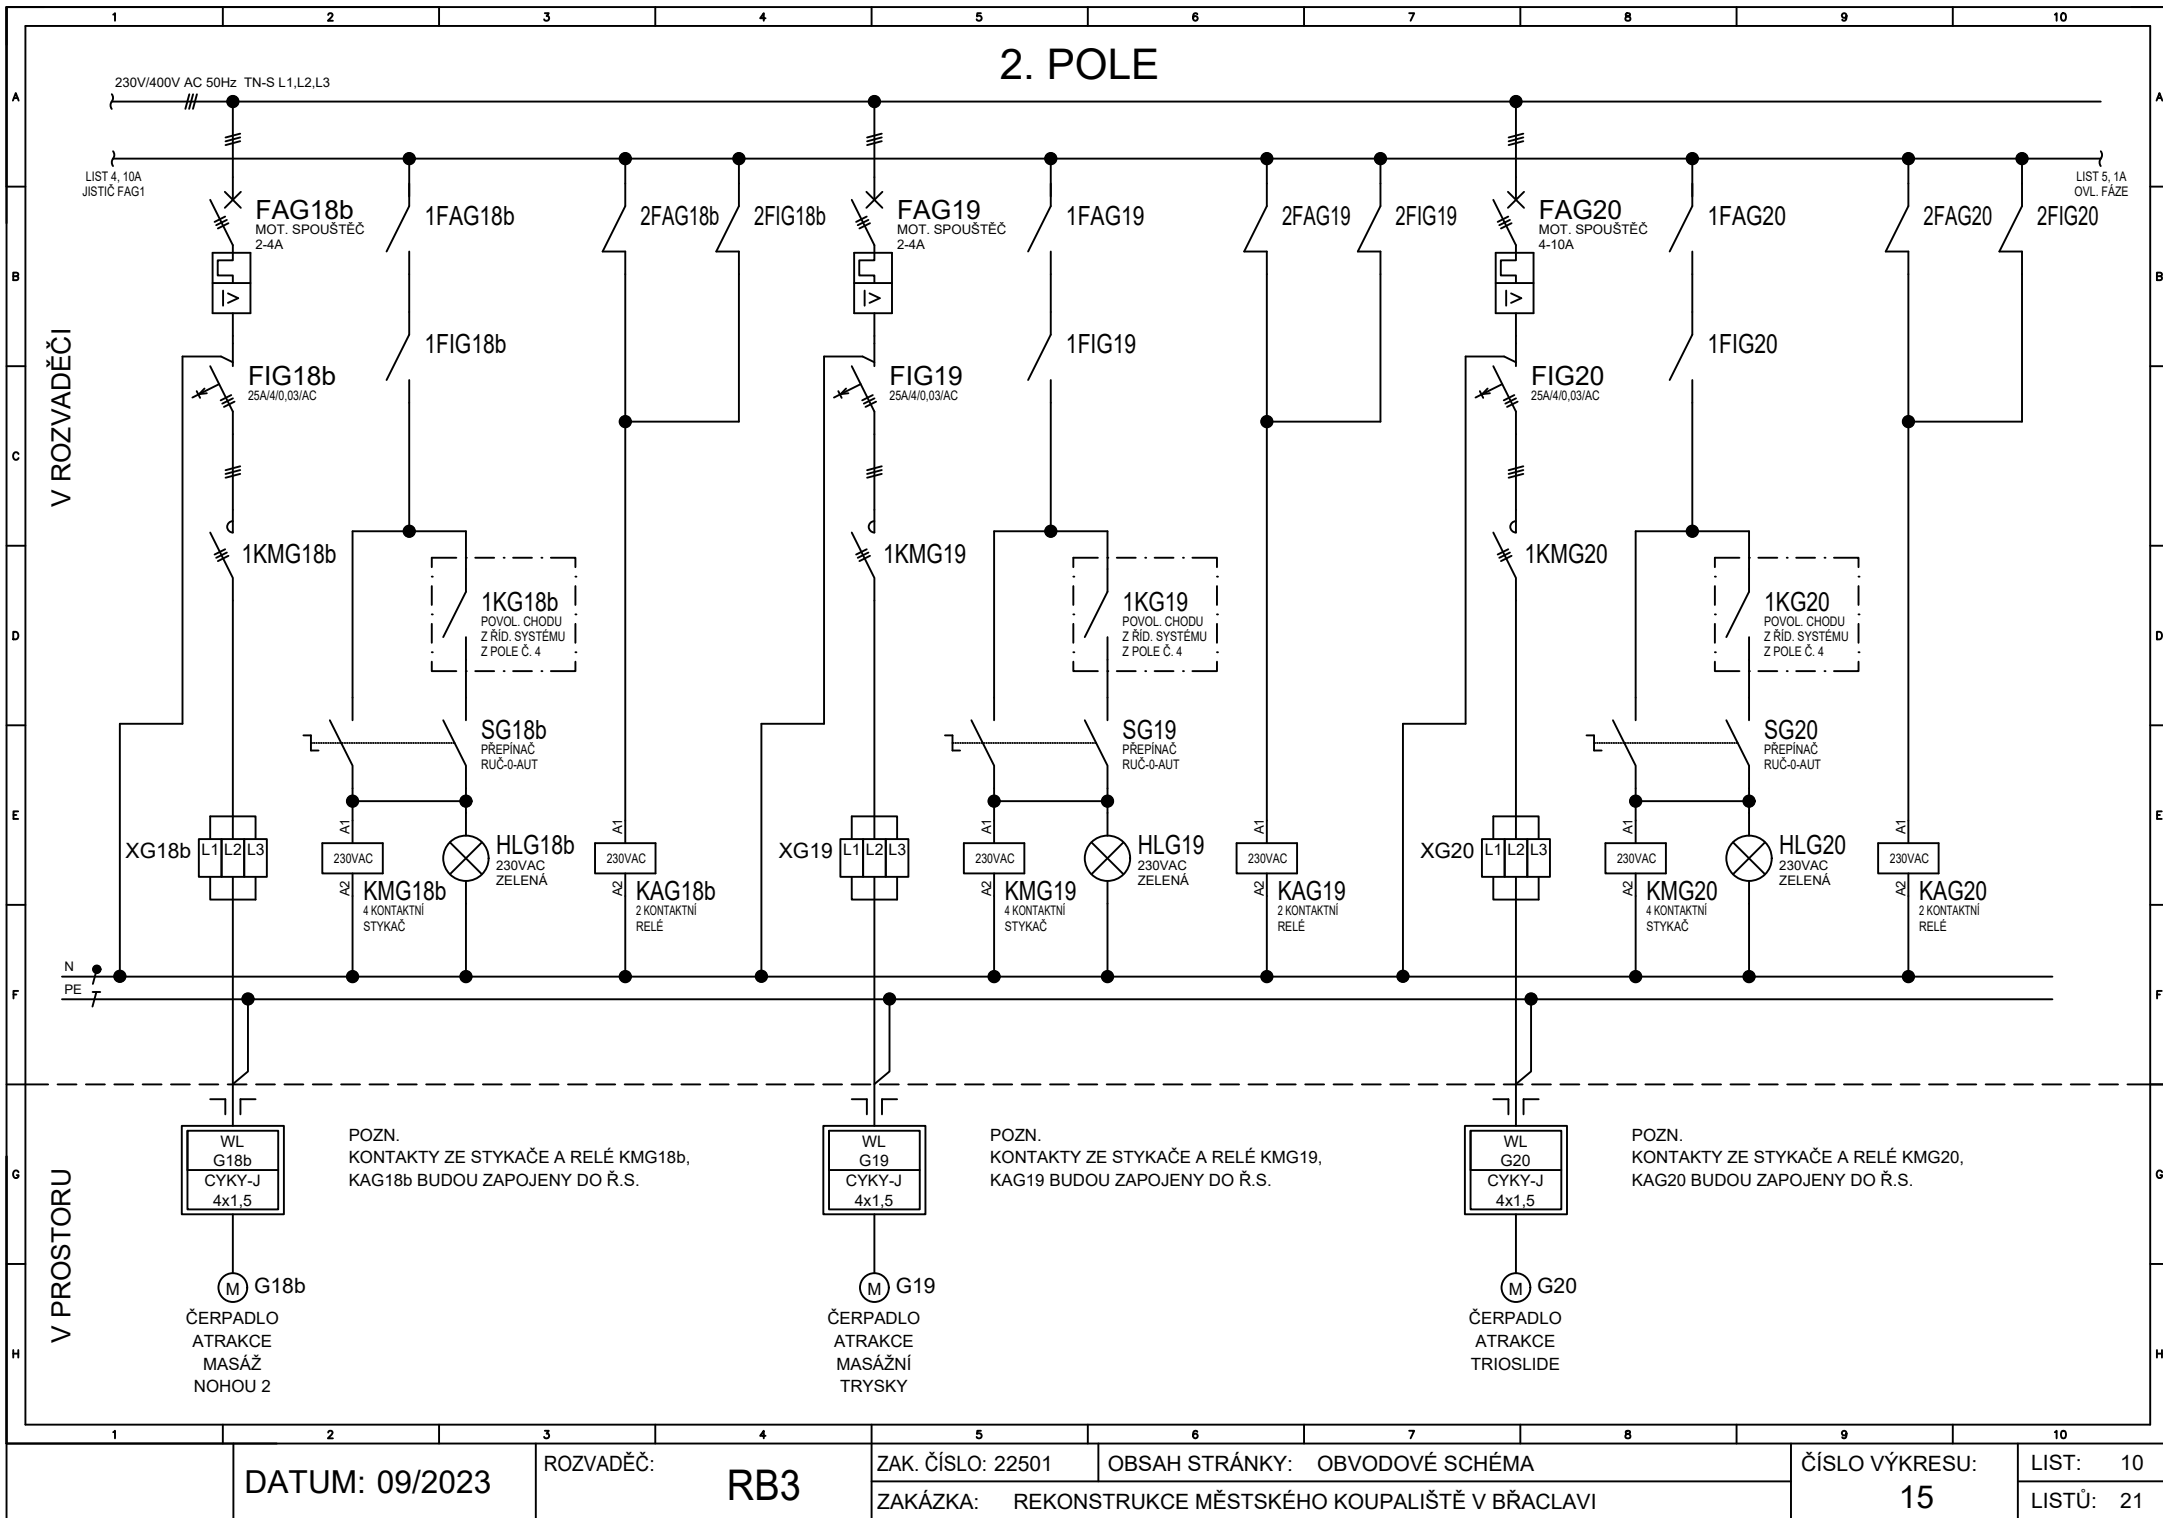 1 2 3 4 5 6 7 8 9 10
2. POLE
230V/400V AC 50Hz TN-S L1,L2,L3
A A
LIST 4, 10A
JISTIČ FAG1
LIST 5, 1A
OVL. FÁZE
FAG18b
MOT. SPOUŠTĚČ
2-4A
1FAG18b
2FAG18b
2FIG18b
FAG19
MOT. SPOUŠTĚČ
2-4A
1FAG19
2FAG19
2FIG19
FAG20
MOT. SPOUŠTĚČ
4-10A
1FAG20
2FAG20
2FIG20
B B
I>
I>
I>
V ROZVADĚČI
1FIG18b
1FIG19
1FIG20
FIG18b
25A/4/0,03/AC
FIG19
25A/4/0,03/AC
FIG20
25A/4/0,03/AC
C C
1KMG18b
1KMG19
1KMG20
1KG18b
POVOL. CHODU
Z ŘÍD. SYSTÉMU
Z POLE Č. 4
1KG19
POVOL. CHODU
Z ŘÍD. SYSTÉMU
Z POLE Č. 4
1KG20
POVOL. CHODU
Z ŘÍD. SYSTÉMU
Z POLE Č. 4
D D
SG18b
PŘEPÍNAČ
RUČ-0-AUT
SG19
PŘEPÍNAČ
RUČ-0-AUT
SG20
PŘEPÍNAČ
RUČ-0-AUT
E E
XG18b L1 L2 L3
A1
230VAC
A2
KMG18b
4 KONTAKTNÍ
STYKAČ
HLG18b
230VAC
ZELENÁ
A1
230VAC
A2
KAG18b
2 KONTAKTNÍ
RELÉ
XG19 L1 L2 L3
A1
230VAC
A2
KMG19
4 KONTAKTNÍ
STYKAČ
HLG19
230VAC
ZELENÁ
A1
230VAC
A2
KAG19
2 KONTAKTNÍ
RELÉ
XG20 L1 L2 L3
A1
230VAC
A2
KMG20
4 KONTAKTNÍ
STYKAČ
HLG20
230VAC
ZELENÁ
A1
230VAC
A2
KAG20
2 KONTAKTNÍ
RELÉ
N
PE
F F
V PROSTORU
WL
G18b
CYKY-J
4x1,5
POZN.
KONTAKTY ZE STYKAČE A RELÉ KMG18b,
KAG18b BUDOU ZAPOJENY DO Ř.S.
WL
G19
CYKY-J
4x1,5
POZN.
KONTAKTY ZE STYKAČE A RELÉ KMG19,
KAG19 BUDOU ZAPOJENY DO Ř.S.
WL
G20
CYKY-J
4x1,5
POZN.
KONTAKTY ZE STYKAČE A RELÉ KMG20,
KAG20 BUDOU ZAPOJENY DO Ř.S.
G G
M G18b
ČERPADLO
ATRAKCE
MASÁŽ
NOHOU 2
M G19
ČERPADLO
ATRAKCE
MASÁŽNÍ
TRYSKY
M G20
ČERPADLO
ATRAKCE
TRIOSLIDE
H H
1 2 3 4 5 6 7 8 9 10
DATUM: 09/2023
ROZVADĚČ:
RB3
ZAK. ČÍSLO: 22501
OBSAH STRÁNKY: OBVODOVÉ SCHÉMA
ZAKÁZKA: REKONSTRUKCE MĚSTSKÉHO KOUPALIŠTĚ V BŘACLAVI
ČÍSLO VÝKRESU:
15
LIST: 10
LISTŮ: 21